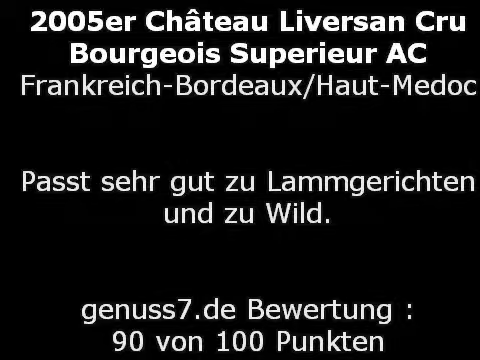 2005er Château Liversan Cru
Bourgeois Superieur AC
Frankreich-Bordeaux/Haut-Medoc
Passt sehr gut zu Lammgerichten
und zu Wild.
genuss7.de Bewertung :
90 von 100 Punkten